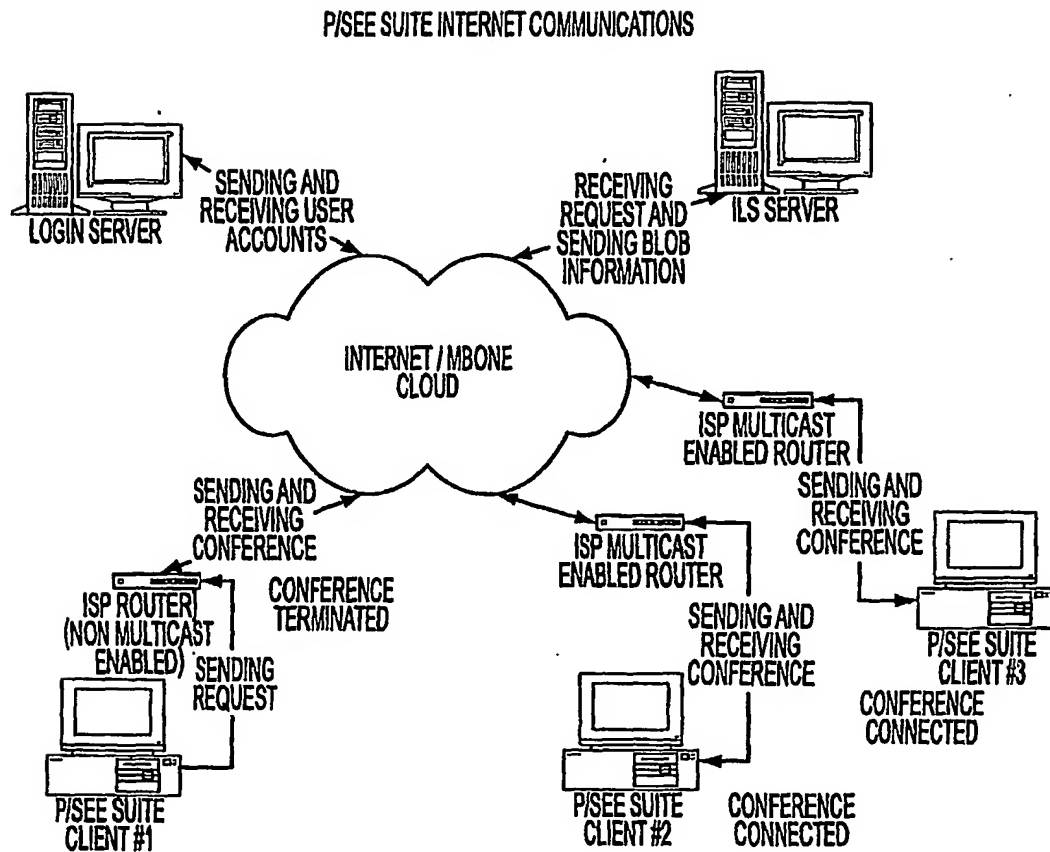 P/SEE SUITE INTERNET COMMUNICATIONS
LOGIN SERVER
SENDING AND
RECEIVING USER
ACCOUNTS
RECEIVING
REQUEST AND
SENDING BLOB
INFORMATION
ILS SERVER
INTERNET / MBONE
CLOUD
ISP MULTICAST
ENABLED ROUTER
SENDING AND
RECEIVING
CONFERENCE
P/SEE SUITE
CLIENT #3
CONFERENCE
CONNECTED
SENDING AND
RECEIVING
CONFERENCE
ISP ROUTER
(NON MULTICAST
ENABLED)
CONFERENCE
TERMINATED
SENDING
REQUEST
P/SEE SUITE
CLIENT #1
ISP MULTICAST
ENABLED ROUTER
SENDING AND
RECEIVING
CONFERENCE
P/SEE SUITE
CLIENT #2
CONFERENCE
CONNECTED